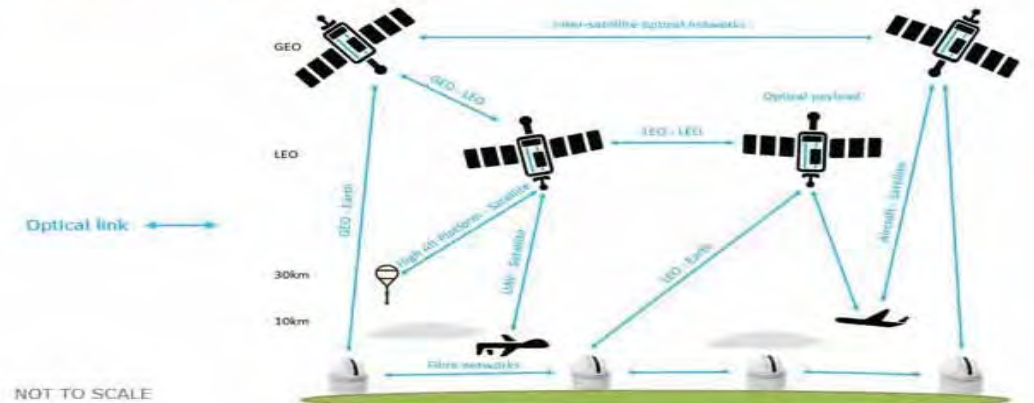 Inter-satellite optical networks
GEO
GEO - LEO
Optical payload
LEO
LEO - LEO
Optical link
GEO - Earth
High Alt Platform - Satellite
UAV - Satellite
LEO - Earth
Aircraft - Satellite
30km
10km
Fibre networks
NOT TO SCALE